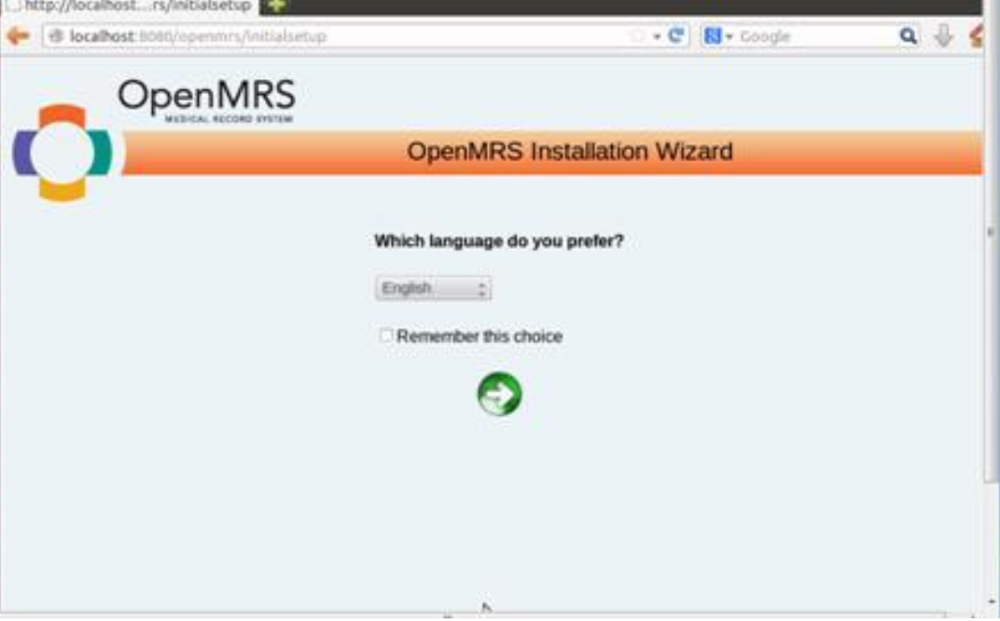 http://localhost...rs/initialsetup
localhost:8080/openmrs/initialsetup
Google
OpenMRS
MEDICAL RECORD SYSTEM
OpenMRS Installation Wizard
Which language do you prefer?
English
Remember this choice